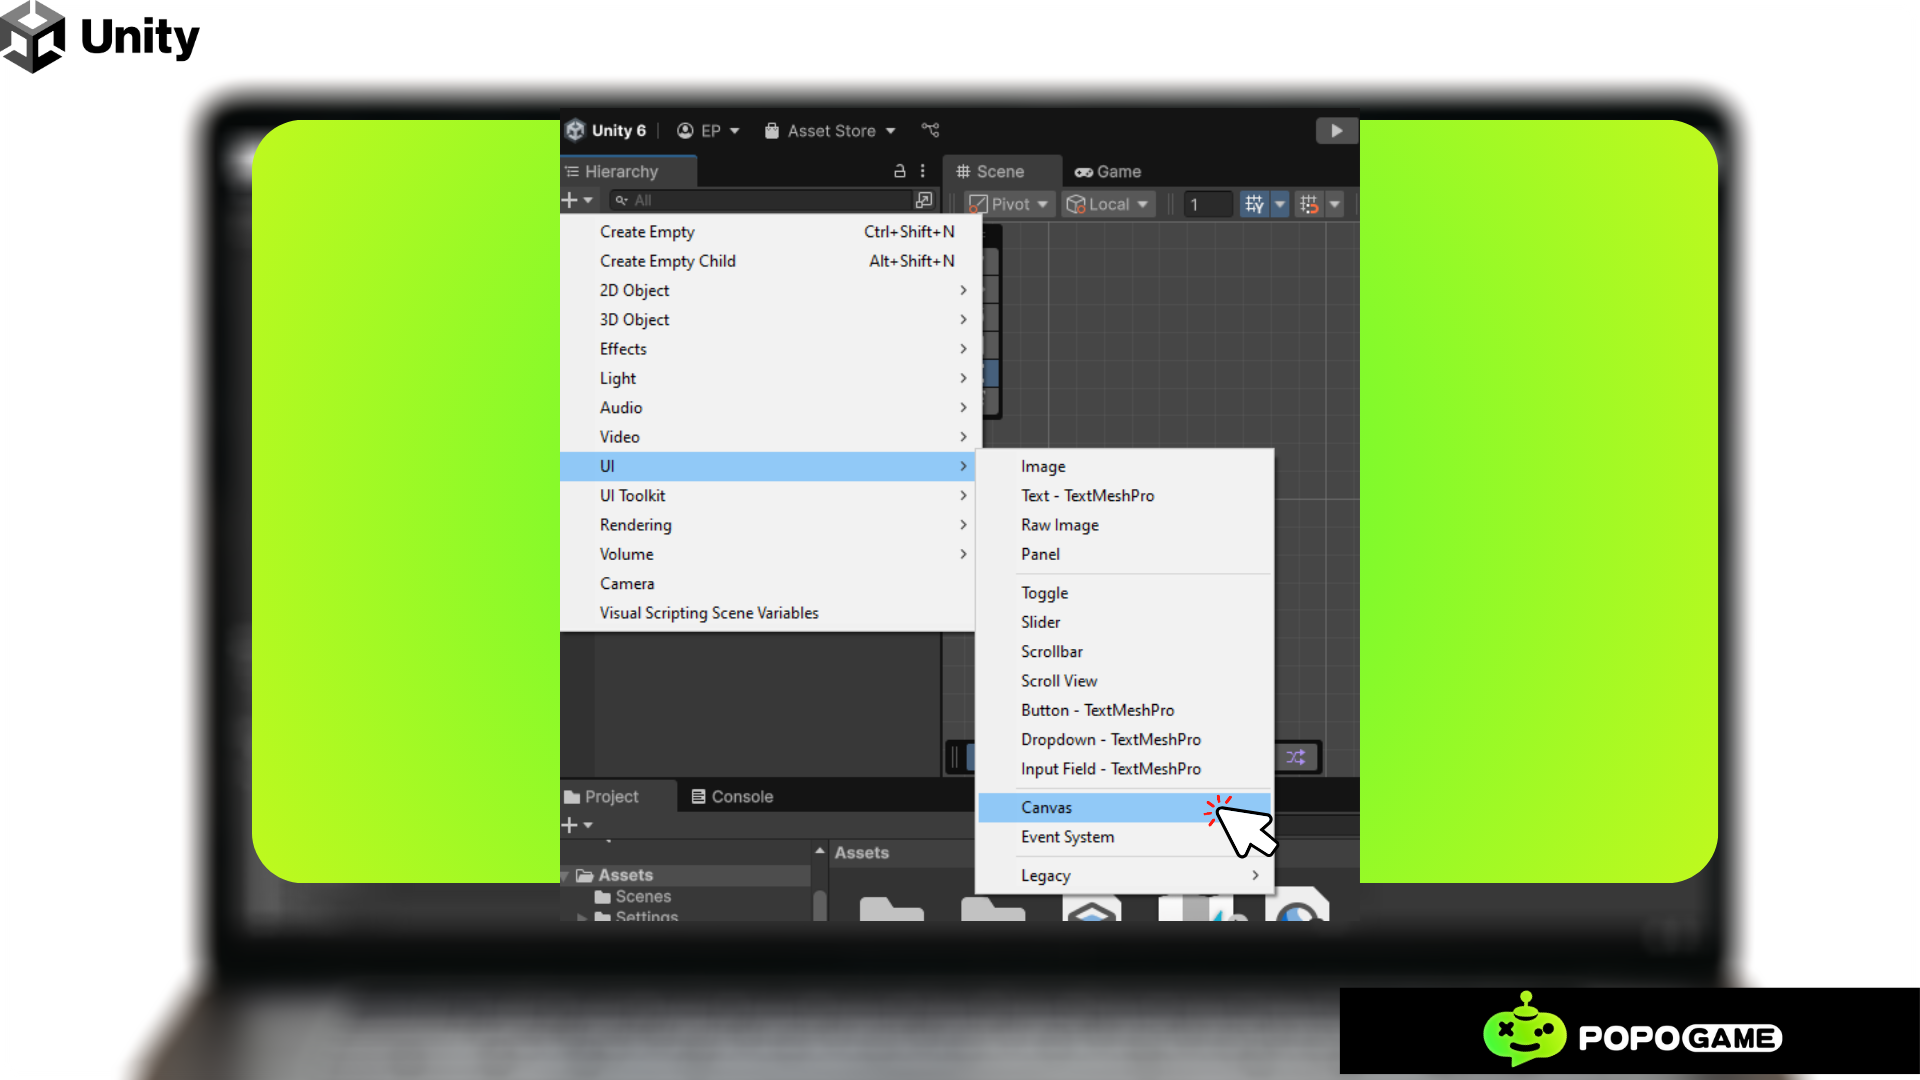 Unity
Unity 6 EP Asset Store
Hierarchy Scene Game
All Pivot Local 1
Create Empty Ctrl+Shift+N
Create Empty Child Alt+Shift+N
2D Object
3D Object
Effects
Light
Audio
Video
UI
UI Toolkit
Rendering
Volume
Camera
Visual Scripting Scene Variables
Image
Text - TextMeshPro
Raw Image
Panel
Toggle
Slider
Scrollbar
Scroll View
Button - TextMeshPro
Dropdown - TextMeshPro
Input Field - TextMeshPro
Canvas
Event System
Legacy
Project Console
Assets
Assets
Scenes
Settings
POPOGAME